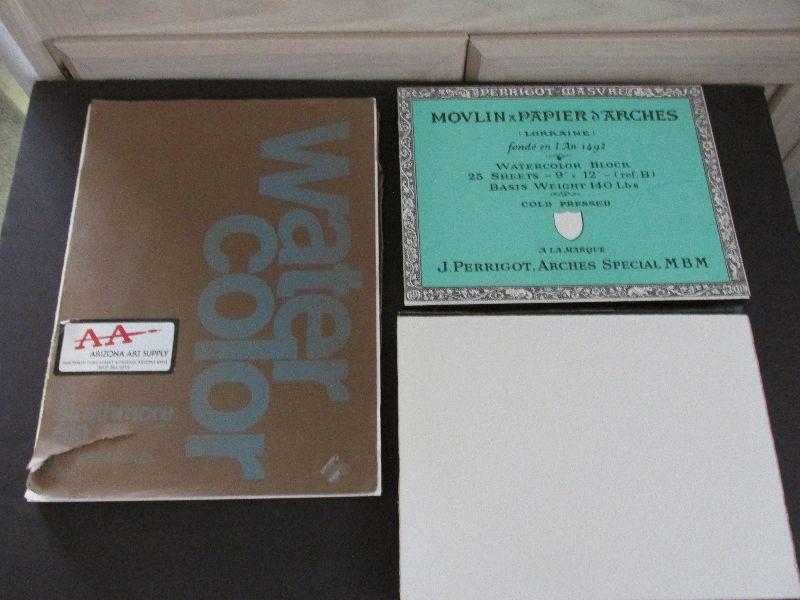 Water
color
AA
ARIZONA ART SUPPLY
Strathmore
PERRIGOT-MASVRE
MOVLIN & PAPIER D'ARCHES
(LORRAINE)
fondé en l'An 1492
WATERCOLOR BLOCK
25 SHEETS - 9" x 12" - (ref. B)
BASIS WEIGHT 140 Lbs
COLD PRESSED
A LA MARQUE
J. PERRIGOT, ARCHES SPECIAL M B M